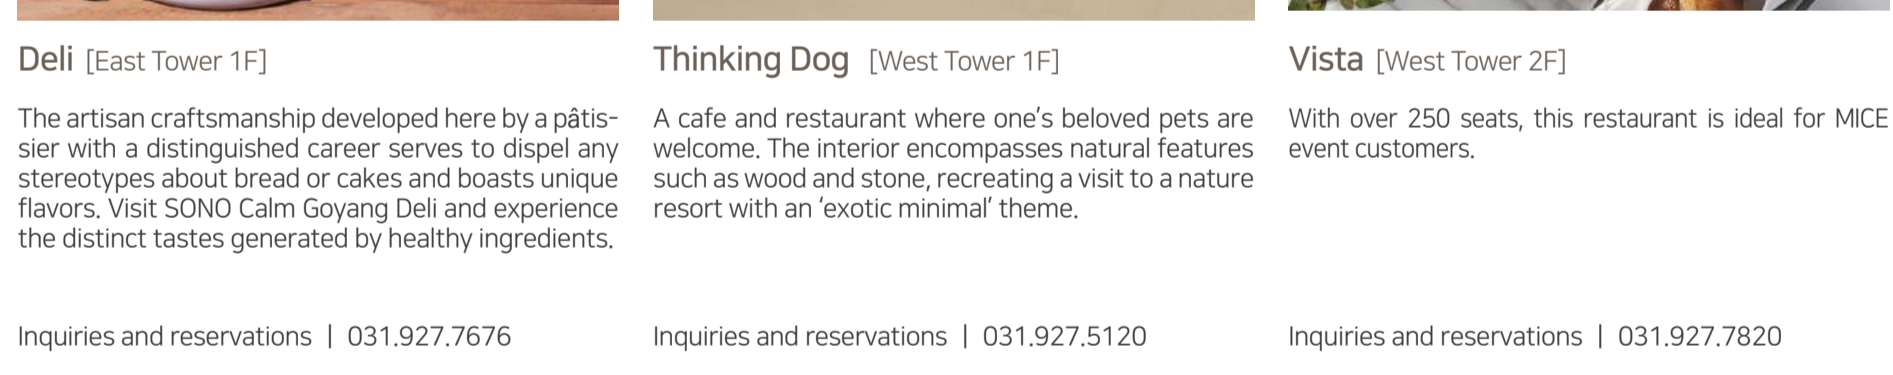 Deli [East Tower 1F]
The artisan craftsmanship developed here by a pâtis-
sier with a distinguished career serves to dispel any
stereotypes about bread or cakes and boasts unique
flavors. Visit SONO Calm Goyang Deli and experience
the distinct tastes generated by healthy ingredients.
Inquiries and reservations | 031.927.7676
Thinking Dog [West Tower 1F]
A cafe and restaurant where one’s beloved pets are
welcome. The interior encompasses natural features
such as wood and stone, recreating a visit to a nature
resort with an ‘exotic minimal’ theme.
Inquiries and reservations | 031.927.5120
Vista [West Tower 2F]
With over 250 seats, this restaurant is ideal for MICE
event customers.
Inquiries and reservations | 031.927.7820